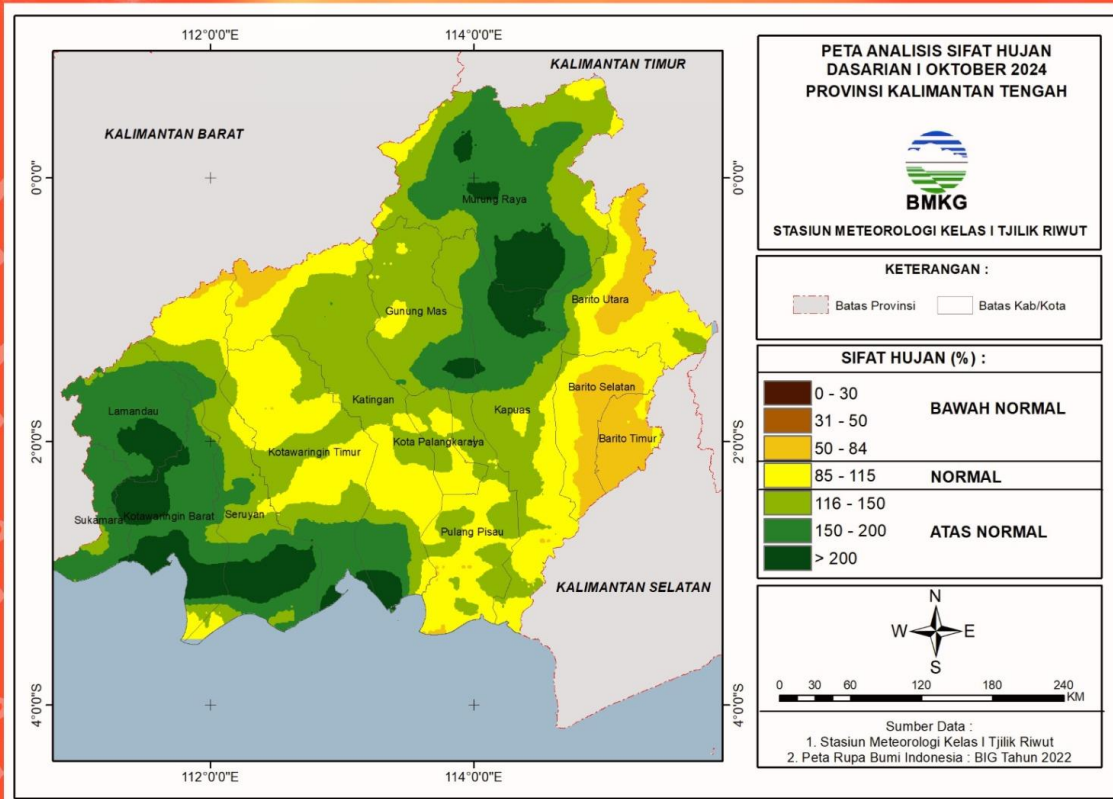 112°0'0"E
114°0'0"E
KALIMANTAN TIMUR
KALIMANTAN BARAT
0°0'0"
0°0'0"
Murung Raya
Barito Utara
Gunung Mas
Barito Selatan
Lamandau
Katingan
Kapuas
2°0'0"S
Kota Palangkaraya
Barito Timur
2°0'0"S
Kotawaringin Timur
Sukamara
Kotawaringin Barat
Seruyan
Pulang Pisau
KALIMANTAN SELATAN
4°0'0"S
4°0'0"S
112°0'0"E
114°0'0"E
PETA ANALISIS SIFAT HUJAN
DASARIAN I OKTOBER 2024
PROVINSI KALIMANTAN TENGAH
BMKG
STASIUN METEOROLOGI KELAS I TJILIK RIWUT
KETERANGAN :
Batas Provinsi
Batas Kab/Kota
SIFAT HUJAN (%) :
0 - 30
31 - 50
BAWAH NORMAL
50 - 84
85 - 115
NORMAL
116 - 150
150 - 200
ATAS NORMAL
> 200
N
W
E
S
0 30 60 120 180 240
KM
Sumber Data :
1. Stasiun Meteorologi Kelas I Tjilik Riwut
2. Peta Rupa Bumi Indonesia : BIG Tahun 2022